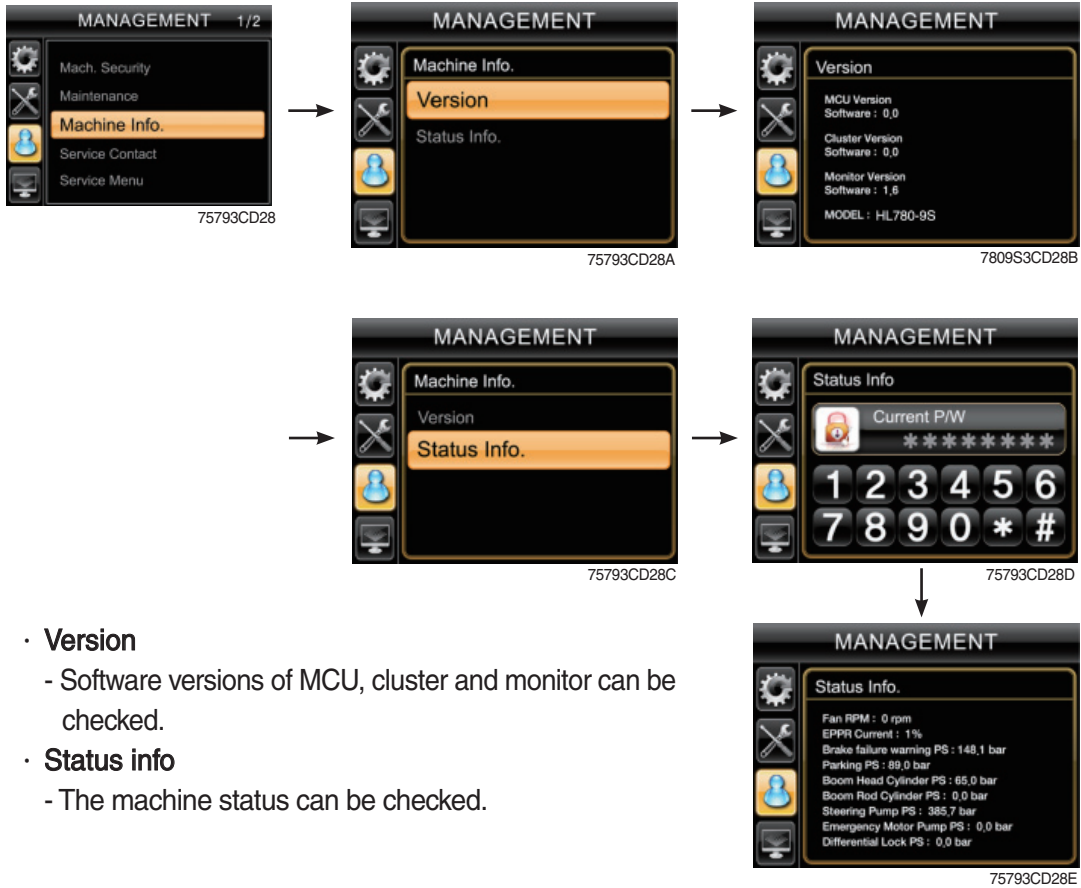 MANAGEMENT 1/2
Mach. Security
Maintenance
Machine Info.
Service Contact
Service Menu
75793CD28
MANAGEMENT
Machine Info.
Version
Status Info.
75793CD28A
MANAGEMENT
Version
MCU Version
Software : 0,0
Cluster Version
Software : 0,0
Monitor Version
Software : 1,6
MODEL : HL780-9S
7809S3CD28B
MANAGEMENT
Machine Info.
Version
Status Info.
75793CD28C
MANAGEMENT
Status Info
Current P/W
********
1 2 3 4 5 6
7 8 9 0 * #
75793CD28D
· Version
- Software versions of MCU, cluster and monitor can be
checked.
· Status info
- The machine status can be checked.
MANAGEMENT
Status Info.
Fan RPM : 0 rpm
EPPR Current : 1%
Brake failure warning PS : 148,1 bar
Parking PS : 89,0 bar
Boom Head Cylinder PS : 65,0 bar
Boom Rod Cylinder PS : 0,0 bar
Steering Pump PS : 385,7 bar
Emergency Motor Pump PS : 0,0 bar
Differential Lock PS : 0,0 bar
75793CD28E